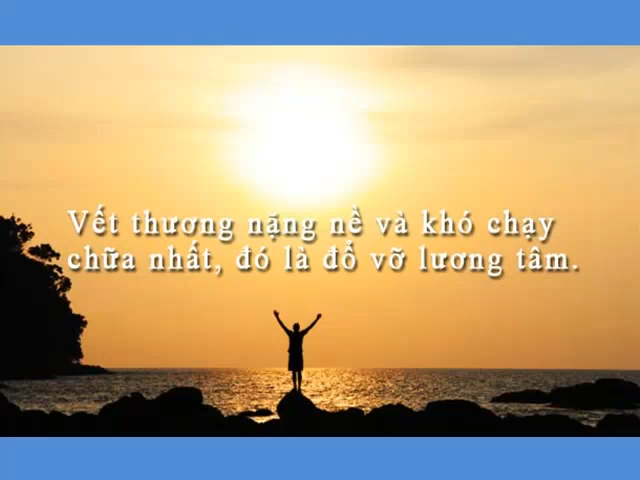 Vết thương nặng nề và khó chạy
chữa nhất, đó là đổ vỡ lương tâm.